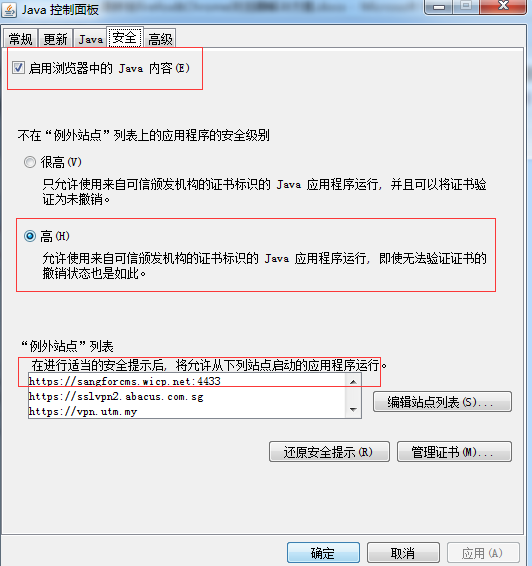 Java 控制面板
常规 更新 Java 安全 高级
启用浏览器中的 Java 内容(E)
不在“例外站点”列表上的应用程序的安全级别
很高(V)
只允许使用来自可信颁发机构的证书标识的 Java 应用程序运行, 并且可以将证书验
证为未撤销。
高(H)
允许使用来自可信颁发机构的证书标识的 Java 应用程序运行, 即使无法验证证书的
撤销状态也是如此。
“例外站点”列表
在进行适当的安全提示后, 将允许从下列站点启动的应用程序运行。
https://sangforcms.wicp.net:4433
https://sslvpn2.abacus.com.sg
https://vpn.utm.my
编辑站点列表(S)...
还原安全提示(R) 管理证书(M)...
确定 取消 应用(A)